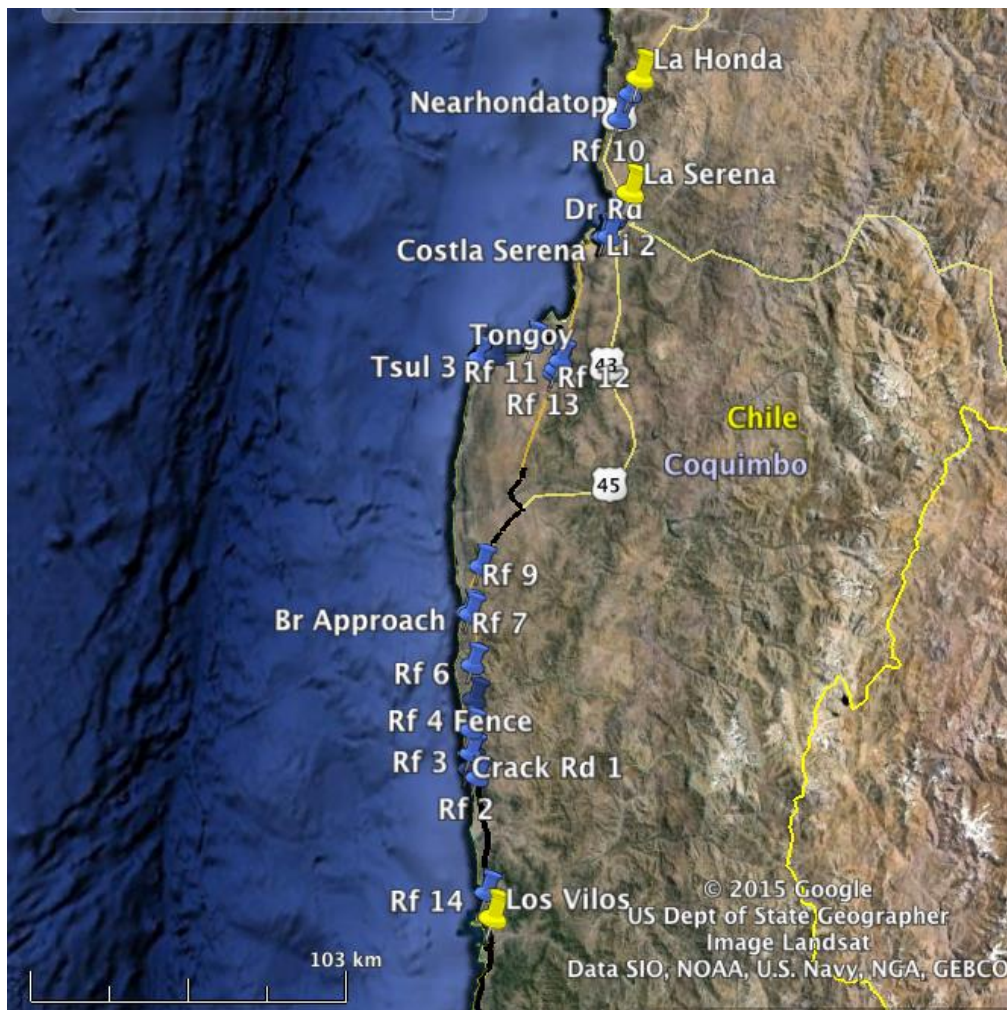 La Honda
Nearhondatop
Rf 10
La Serena
Dr Rd
Costla Serena
Li 2
Tongoy
Tsul 3
Rf 11
43
Rf 12
Rf 13
Chile
Coquimbo
45
Rf 9
Br Approach
Rf 7
Rf 6
Rf 4 Fence
Rf 3
Crack Rd 1
Rf 2
Rf 14
Los Vilos
© 2015 Google
US Dept of State Geographer
Image Landsat
Data SIO, NOAA, U.S. Navy, NGA, GEBCO
103 km